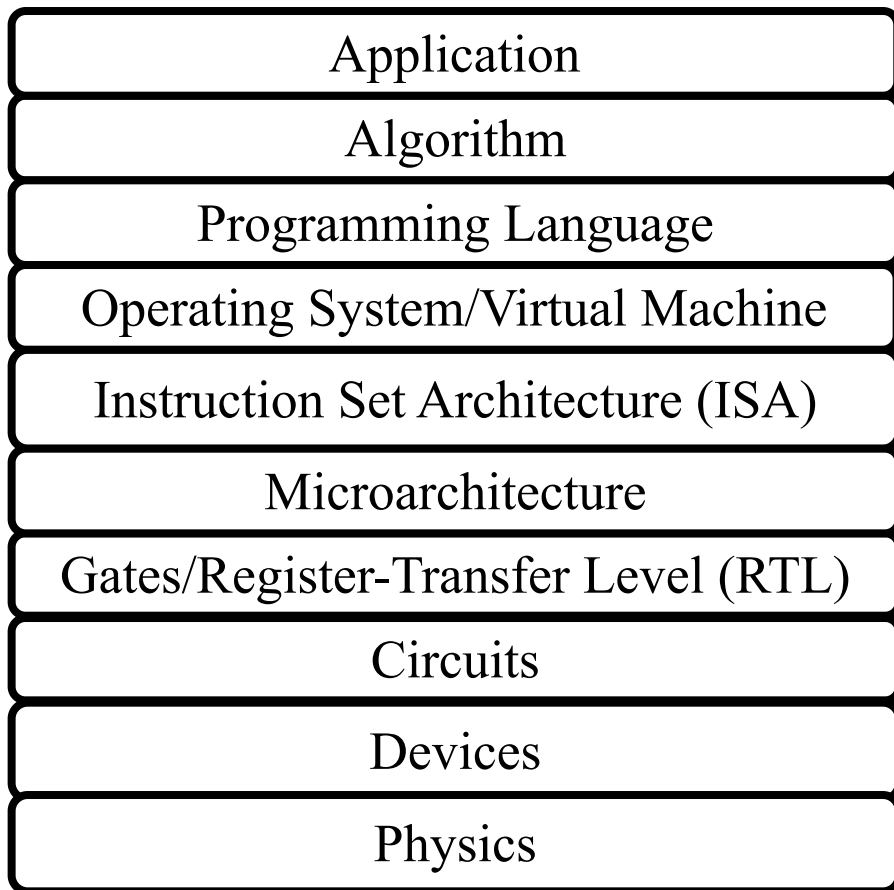 Application
Algorithm
Programming Language
Operating System/Virtual Machine
Instruction Set Architecture (ISA)
Microarchitecture
Gates/Register-Transfer Level (RTL)
Circuits
Devices
Physics